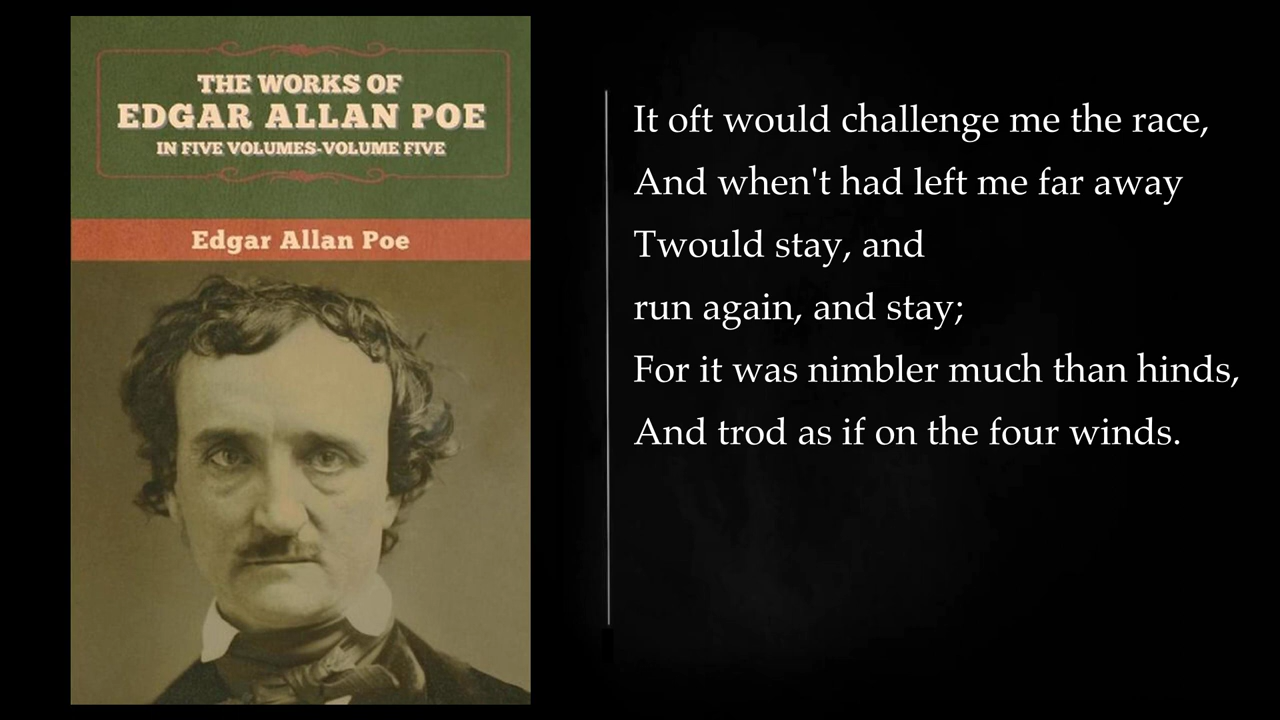 THE WORKS OF
EDGAR ALLAN POE
IN FIVE VOLUMES-VOLUME FIVE
Edgar Allan Poe
It oft would challenge me the race,
And when't had left me far away
Twould stay, and
run again, and stay;
For it was nimbler much than hinds,
And trod as if on the four winds.